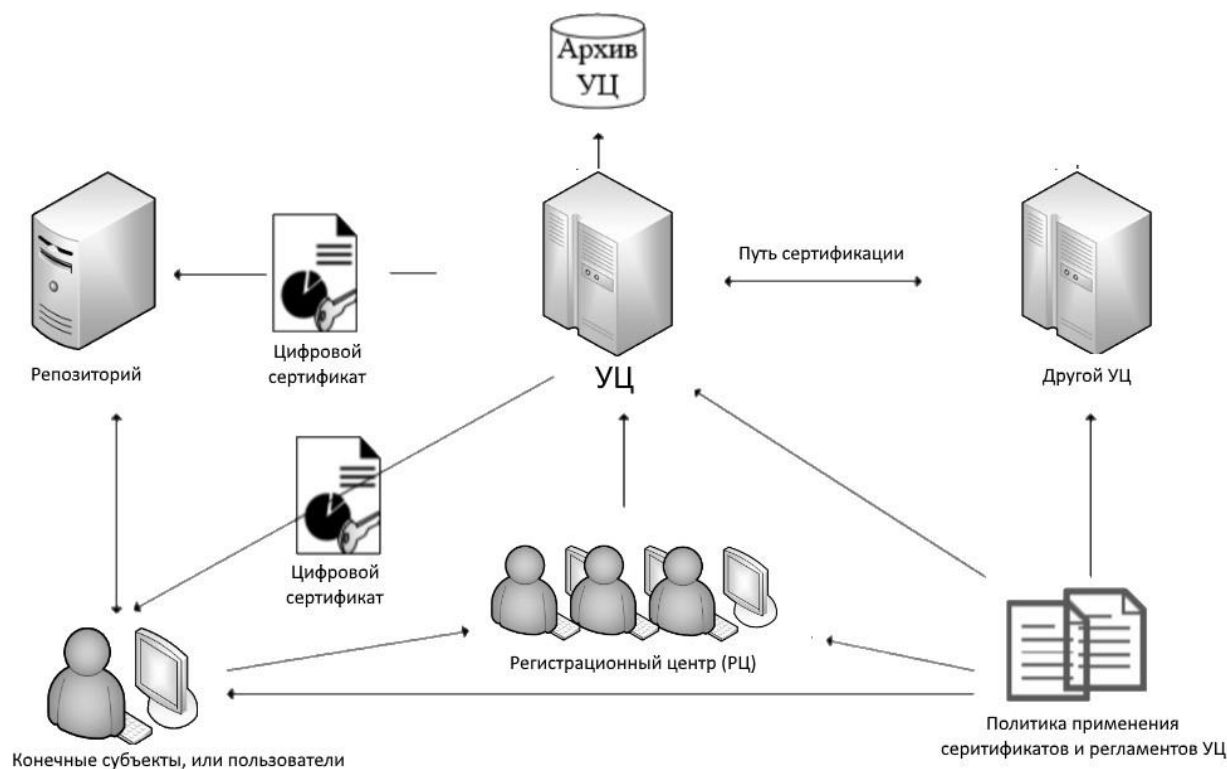 Архив
УЦ
Путь сертификации
Цифровой
сертификат
Репозиторий
УЦ
Другой УЦ
Цифровой
сертификат
Регистрационный центр (РЦ)
Политика применения
серитификатов и регламентов УЦ
Конечные субъекты, или пользователи